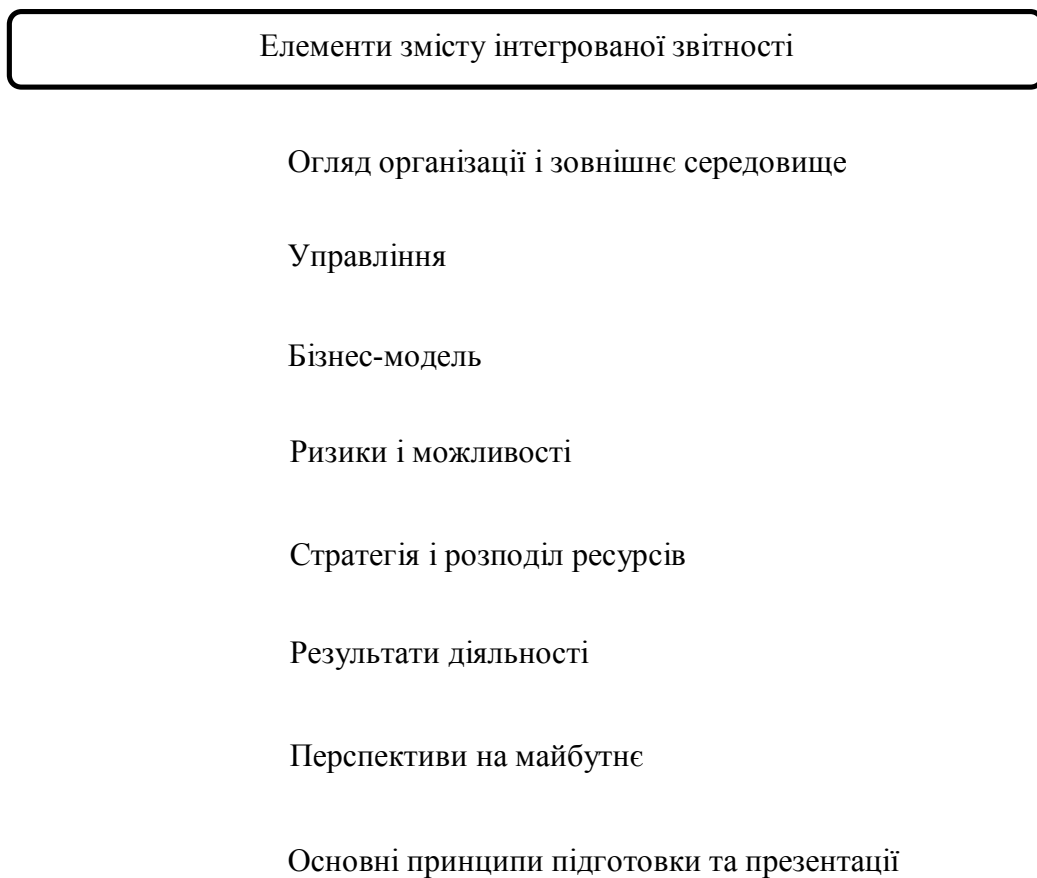 Елементи змісту інтегрованої звітності
Огляд організації і зовнішнє середовище
Управління
Бізнес-модель
Ризики і можливості
Стратегія і розподіл ресурсів
Результати діяльності
Перспективи на майбутнє
Основні принципи підготовки та презентації